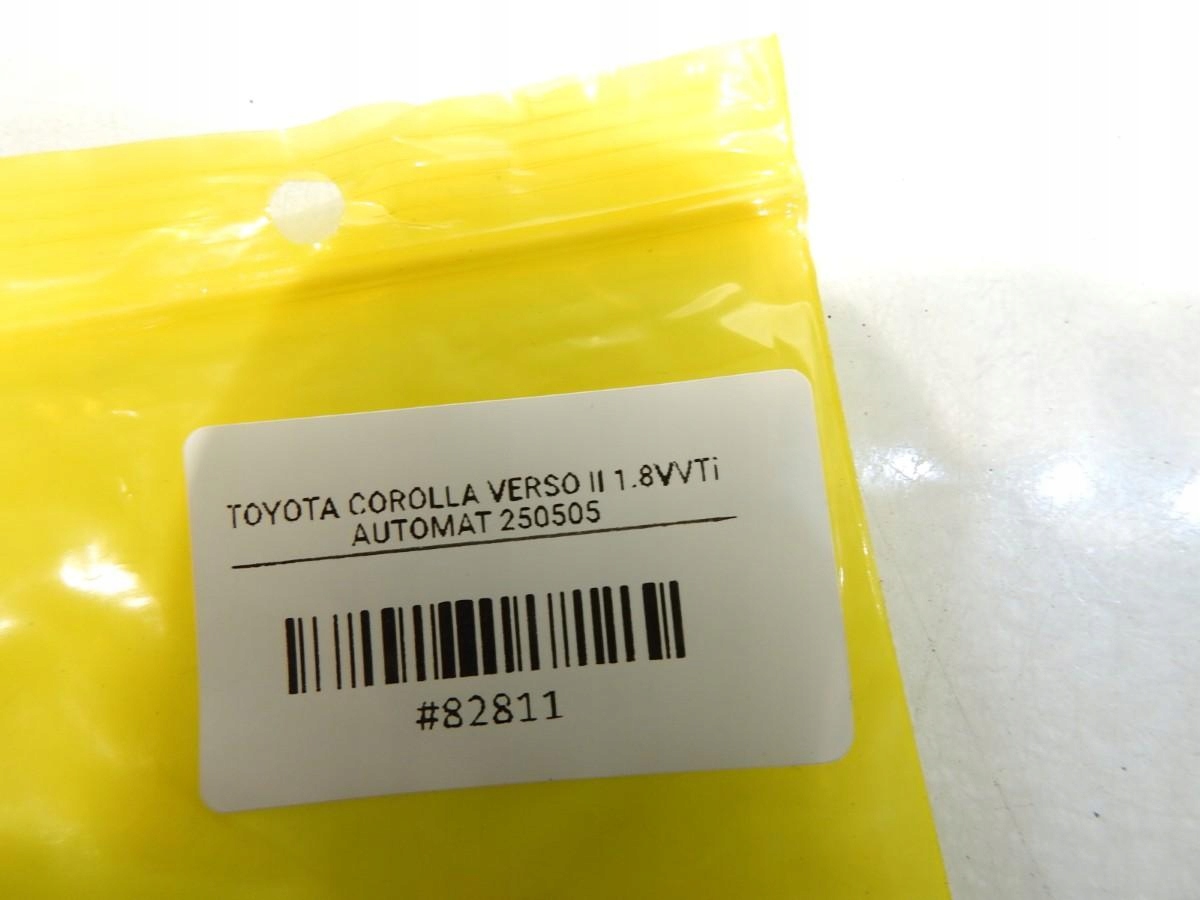 TOYOTA COROLLA VERSO II 1.8VVTi
AUTOMAT 250505
#82811